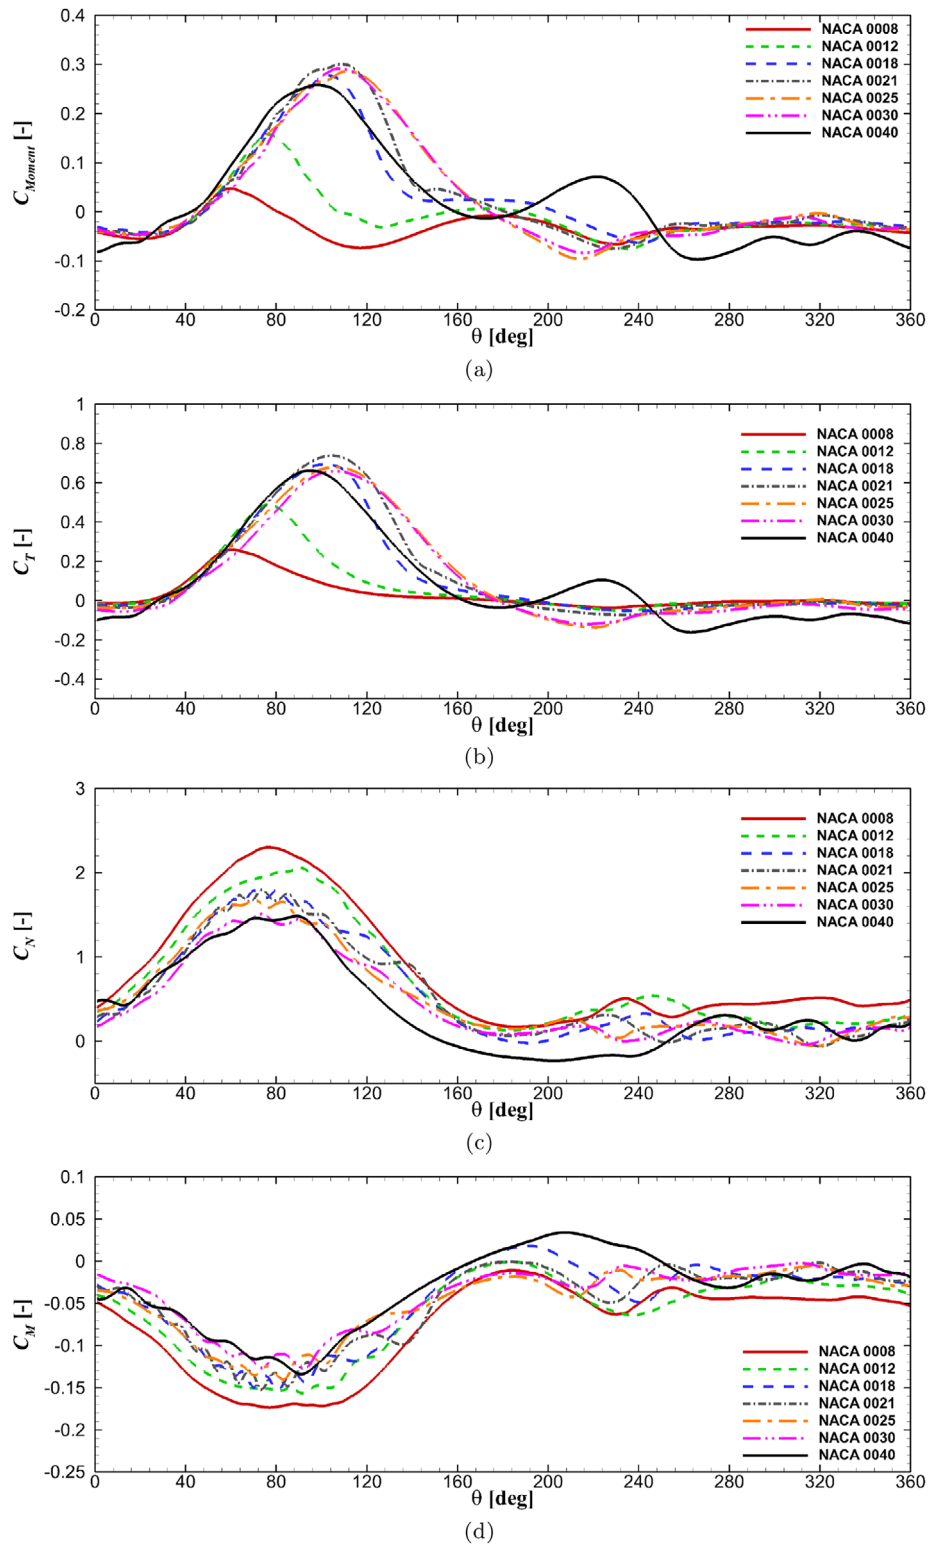 0.4
0.3
0.2
0.1
0
-0.1
-0.2
C_Moment [-]
NACA 0008
NACA 0012
NACA 0018
NACA 0021
NACA 0025
NACA 0030
NACA 0040
0 40 80 120 160 200 240 280 320 360
θ [deg]
(a)
1
0.8
0.6
0.4
0.2
0
-0.2
-0.4
C_T [-]
NACA 0008
NACA 0012
NACA 0018
NACA 0021
NACA 0025
NACA 0030
NACA 0040
0 40 80 120 160 200 240 280 320 360
θ [deg]
(b)
3
2
1
0
C_N [-]
NACA 0008
NACA 0012
NACA 0018
NACA 0021
NACA 0025
NACA 0030
NACA 0040
0 40 80 120 160 200 240 280 320 360
θ [deg]
(c)
0.1
0.05
0
-0.05
-0.1
-0.15
-0.2
-0.25
C_M [-]
NACA 0008
NACA 0012
NACA 0018
NACA 0021
NACA 0025
NACA 0030
NACA 0040
0 40 80 120 160 200 240 280 320 360
θ [deg]
(d)